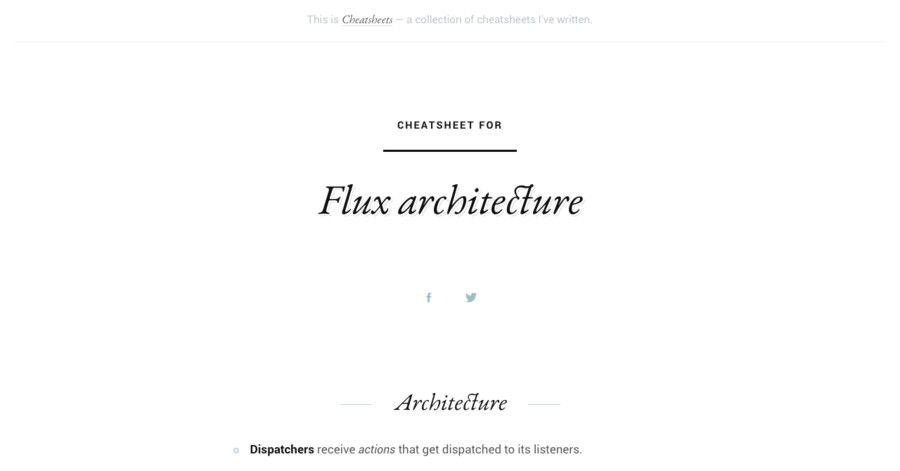 This is Cheatsheets — a collection of cheatsheets I've written.
CHEATSHEET FOR
Flux architecture
Architecture
Dispatchers receive actions that get dispatched to its listeners.